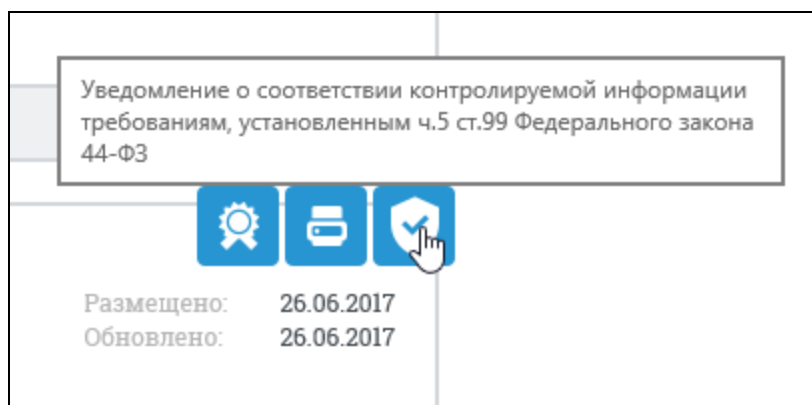 Уведомление о соответствии контролируемой информации
требованиям, установленным ч.5 ст.99 Федерального закона
44-ФЗ
Размещено: 26.06.2017
Обновлено: 26.06.2017